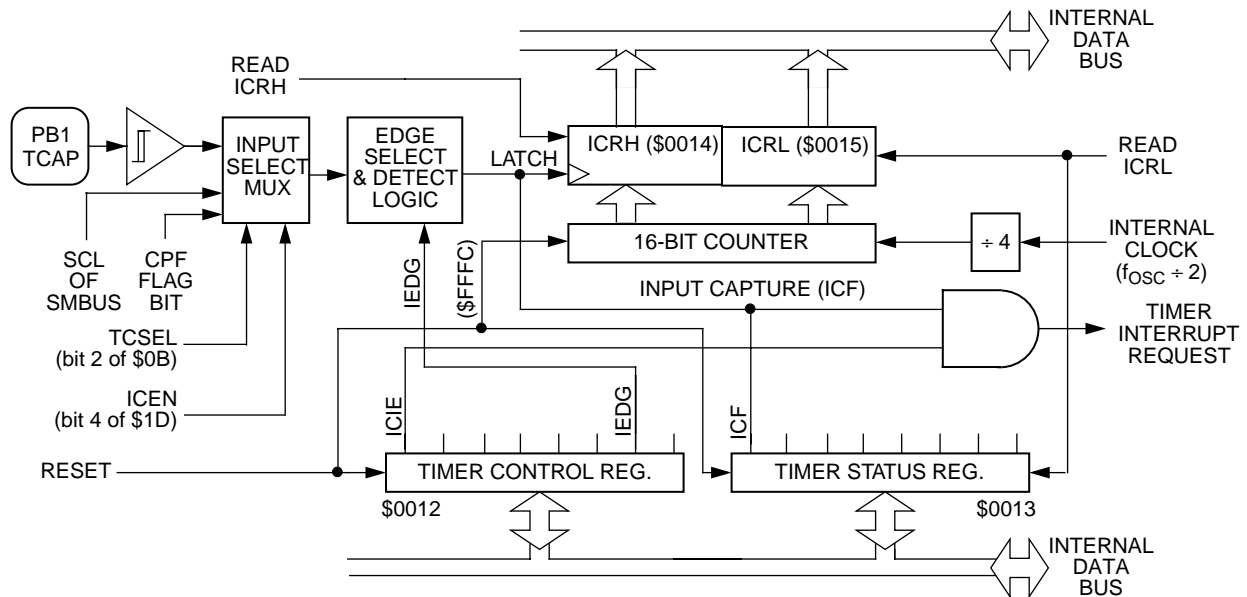 INTERNAL
DATA
BUS
READ
ICRH
PB1
TCAP
INPUT
SELECT
MUX
EDGE
SELECT
& DETECT
LOGIC
LATCH
ICRH ($0014)
ICRL ($0015)
READ
ICRL
16-BIT COUNTER
÷ 4
INTERNAL
CLOCK
(fOSC ÷ 2)
SCL
OF
SMBUS
CPF
FLAG
BIT
IEDG
($FFFC)
INPUT CAPTURE (ICF)
TIMER
INTERRUPT
REQUEST
TCSEL
(bit 2 of $0B)
ICEN
(bit 4 of $1D)
ICIE
IEDG
ICF
RESET
TIMER CONTROL REG.
TIMER STATUS REG.
$0012
$0013
INTERNAL
DATA
BUS